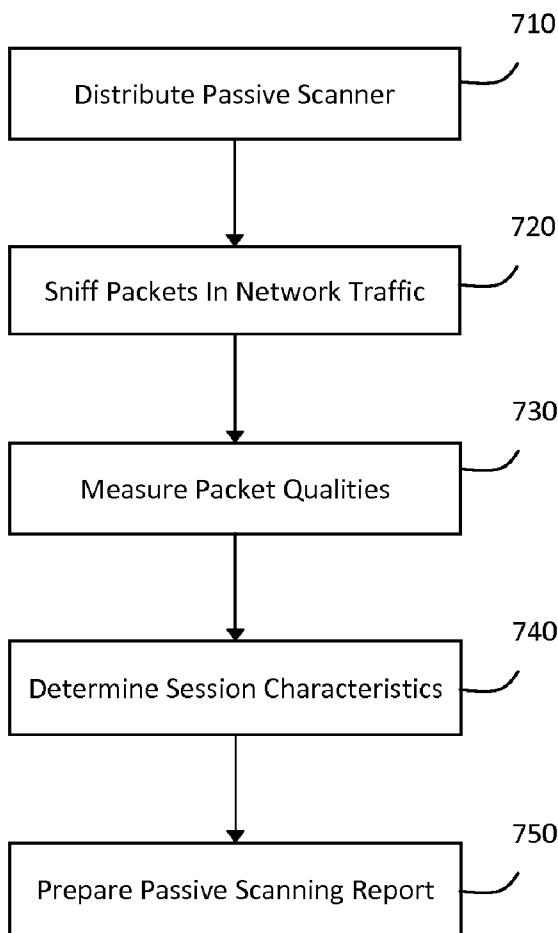 710
Distribute Passive Scanner
720
Sniff Packets In Network Traffic
730
Measure Packet Qualities
740
Determine Session Characteristics
750
Prepare Passive Scanning Report